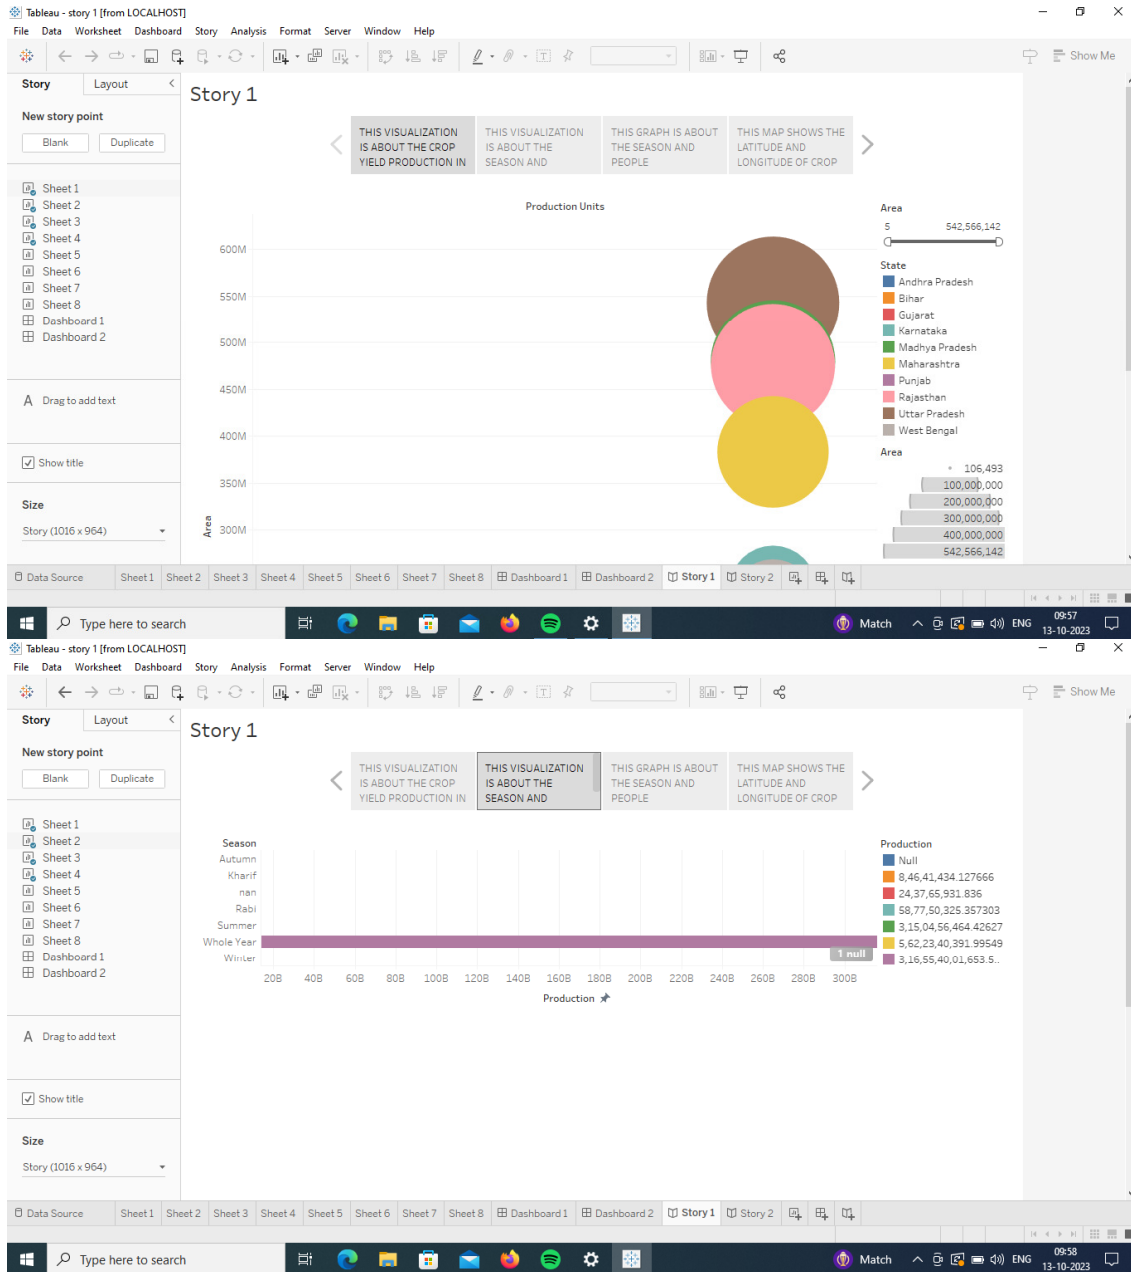 Tableau - story 1 [from LOCALHOST]
File Data Worksheet Dashboard Story Analysis Format Server Window Help
Show Me
Story Layout
New story point
Blank Duplicate
Sheet 1
Sheet 2
Sheet 3
Sheet 4
Sheet 5
Sheet 6
Sheet 7
Sheet 8
Dashboard 1
Dashboard 2
A Drag to add text
Show title
Size
Story (1016 x 964)
Story 1
THIS VISUALIZATION
IS ABOUT THE CROP
YIELD PRODUCTION IN
THIS VISUALIZATION
IS ABOUT THE
SEASON AND
THIS GRAPH IS ABOUT
THE SEASON AND
PEOPLE
THIS MAP SHOWS THE
LATITUDE AND
LONGITUDE OF CROP
Production Units
600M
550M
500M
450M
400M
350M
300M
Area
Area
5 542,566,142
State
Andhra Pradesh
Bihar
Gujarat
Karnataka
Madhya Pradesh
Maharashtra
Punjab
Rajasthan
Uttar Pradesh
West Bengal
Area
106,493
100,000,000
200,000,000
300,000,000
400,000,000
542,566,142
Data Source Sheet 1 Sheet 2 Sheet 3 Sheet 4 Sheet 5 Sheet 6 Sheet 7 Sheet 8 Dashboard 1 Dashboard 2 Story 1 Story 2
Type here to search Match ENG 09:57
13-10-2023
Tableau - story 1 [from LOCALHOST]
File Data Worksheet Dashboard Story Analysis Format Server Window Help
Show Me
Story Layout
New story point
Blank Duplicate
Sheet 1
Sheet 2
Sheet 3
Sheet 4
Sheet 5
Sheet 6
Sheet 7
Sheet 8
Dashboard 1
Dashboard 2
A Drag to add text
Show title
Size
Story (1016 x 964)
Story 1
THIS VISUALIZATION
IS ABOUT THE CROP
YIELD PRODUCTION IN
THIS VISUALIZATION
IS ABOUT THE
SEASON AND
THIS GRAPH IS ABOUT
THE SEASON AND
PEOPLE
THIS MAP SHOWS THE
LATITUDE AND
LONGITUDE OF CROP
Season
Autumn
Kharif
nan
Rabi
Summer
Whole Year
Winter
1 null
20B 40B 60B 80B 100B 120B 140B 160B 180B 200B 220B 240B 260B 280B 300B
Production
Production
Null
8,46,41,434.127666
24,37,65,931.836
58,77,50,325.357303
3,15,04,56,464.42627
5,62,23,40,391.99549
3,16,55,40,01,653.5..
Data Source Sheet 1 Sheet 2 Sheet 3 Sheet 4 Sheet 5 Sheet 6 Sheet 7 Sheet 8 Dashboard 1 Dashboard 2 Story 1 Story 2
Type here to search Match ENG 09:58
13-10-2023